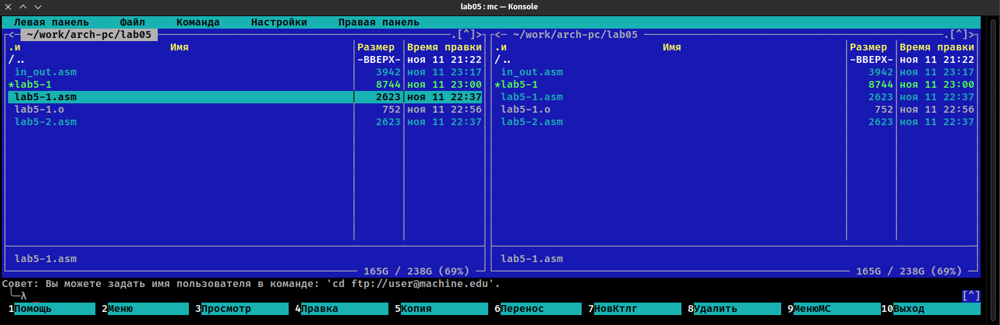 lab05 : mc — Konsole
Левая панель Файл Команда Настройки Правая панель
<─ ~/work/arch-pc/lab05 ─.[^]> <─ ~/work/arch-pc/lab05 ─.[^]>
.и Имя Размер Время правки .и Имя Размер Время правки
/.. -ВВЕРХ- ноя 11 21:22 /.. -ВВЕРХ- ноя 11 21:22
in_out.asm 3942 ноя 11 23:17 in_out.asm 3942 ноя 11 23:17
*lab5-1 8744 ноя 11 23:00 *lab5-1 8744 ноя 11 23:00
lab5-1.asm 2623 ноя 11 22:37 lab5-1.asm 2623 ноя 11 22:37
lab5-1.o 752 ноя 11 22:56 lab5-1.o 752 ноя 11 22:56
lab5-2.asm 2623 ноя 11 22:37 lab5-2.asm 2623 ноя 11 22:37
lab5-1.asm lab5-1.asm
165G / 238G (69%) 165G / 238G (69%)
Совет: Вы можете задать имя пользователя в команде: 'cd ftp://user@machine.edu'.
╰─λ _ [^]
1Помощь 2Меню 3Просмотр 4Правка 5Копия 6Перенос 7НовКтлг 8Удалить 9МенюMC 10Выход